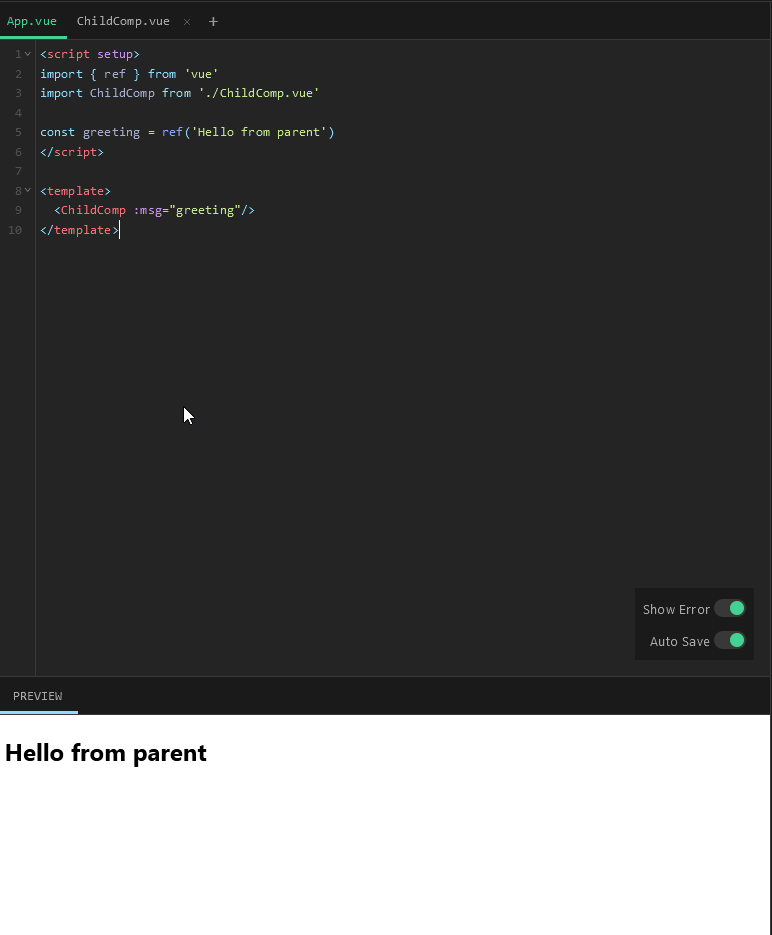 App.vue ChildComp.vue × +
1 <script setup>
2 import { ref } from 'vue'
3 import ChildComp from './ChildComp.vue'
4
5 const greeting = ref('Hello from parent')
6 </script>
7
8 <template>
9   <ChildComp :msg="greeting"/>
10 </template>
Show Error
Auto Save
PREVIEW
Hello from parent